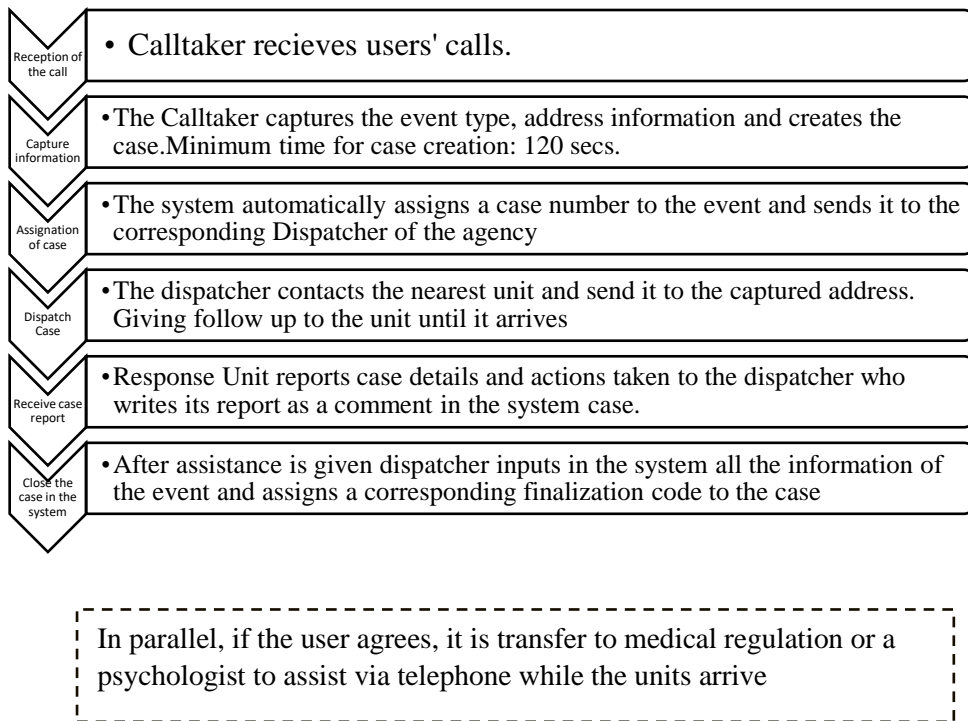 Reception of
the call
• Calltaker recieves users' calls.
Capture
information
•The Calltaker captures the event type, address information and creates the
case.Minimum time for case creation: 120 secs.
Assignation
of case
•The system automatically assigns a case number to the event and sends it to the
corresponding Dispatcher of the agency
Dispatch
Case
•The dispatcher contacts the nearest unit and send it to the captured address.
Giving follow up to the unit until it arrives
Receive case
report
•Response Unit reports case details and actions taken to the dispatcher who
writes its report as a comment in the system case.
Close the
case in the
system
•After assistance is given dispatcher inputs in the system all the information of
the event and assigns a corresponding finalization code to the case
In parallel, if the user agrees, it is transfer to medical regulation or a
psychologist to assist via telephone while the units arrive